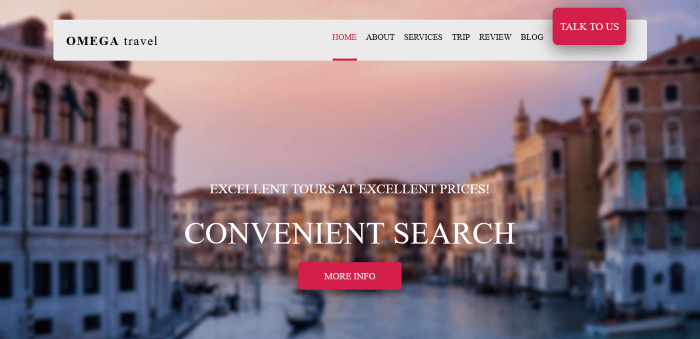 OMEGA travel
HOME ABOUT SERVICES TRIP REVIEW BLOG TALK TO US
EXCELLENT TOURS AT EXCELLENT PRICES!
CONVENIENT SEARCH
MORE INFO